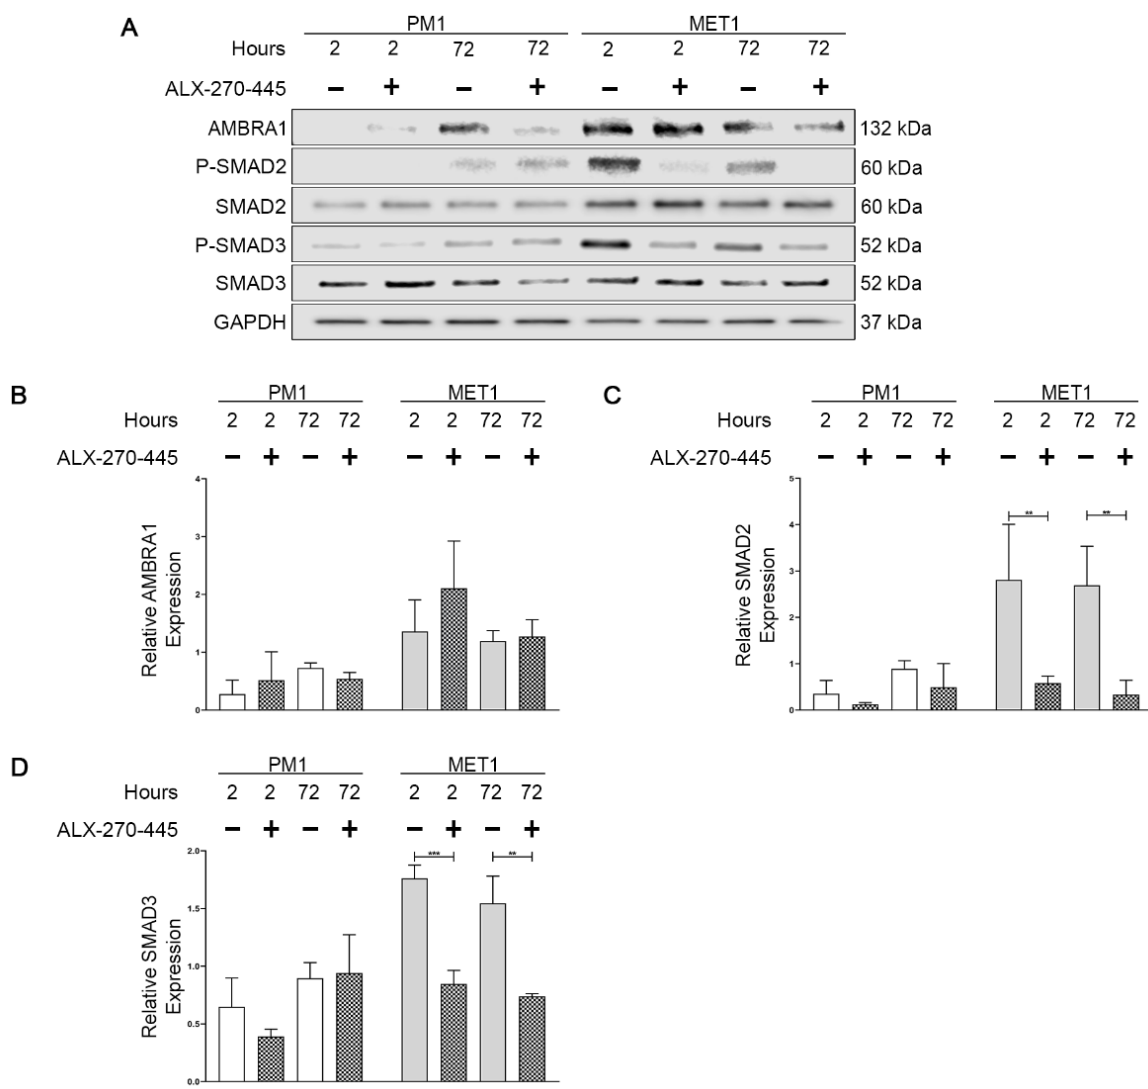 A
PM1 MET1
Hours 2 2 72 72 2 2 72 72
ALX-270-445 − + − + − + − +
AMBRA1 132 kDa
P-SMAD2 60 kDa
SMAD2 60 kDa
P-SMAD3 52 kDa
SMAD3 52 kDa
GAPDH 37 kDa
B
PM1 MET1
Hours 2 2 72 72 2 2 72 72
ALX-270-445 − + − + − + − +
Relative AMBRA1
Expression
4
3
2
1
0
C
PM1 MET1
Hours 2 2 72 72 2 2 72 72
ALX-270-445 − + − + − + − +
Relative SMAD2
Expression
5
4
3
2
1
0
** **
D
PM1 MET1
Hours 2 2 72 72 2 2 72 72
ALX-270-445 − + − + − + − +
Relative SMAD3
Expression
2.0
1.5
1.0
0.5
0.0
*** **